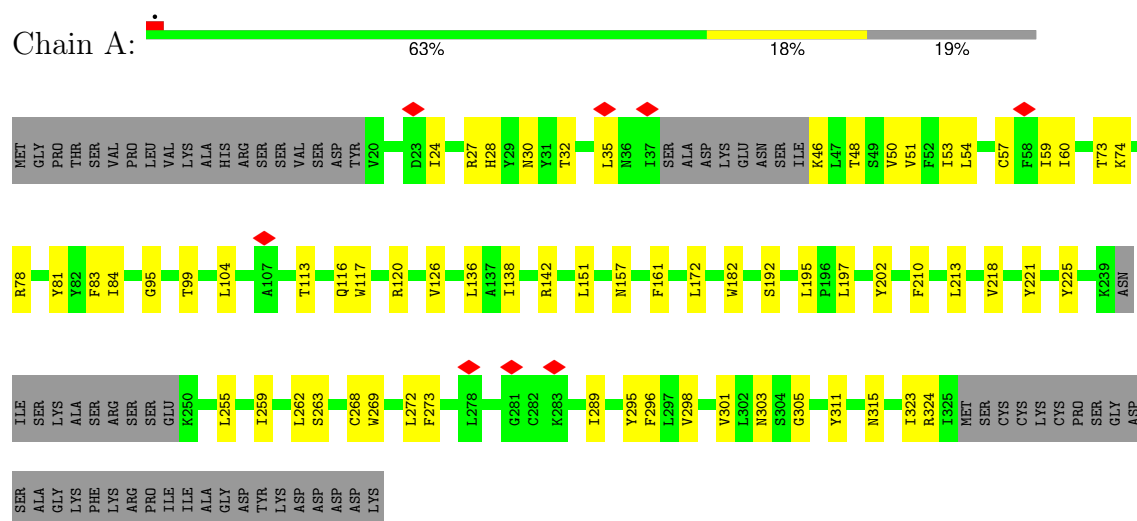 Chain A:
63% 18% 19%
MET GLY PRO THR SER VAL PRO LEU VAL LYS ALA HIS ARG SER SER VAL SER ASP TYR V20 D23 I24 R27 H28 Y29 N30 Y31 T32 L35 N36 I37 SER ALA ASP LYS GLU ASN SER ILE K46 L47 T48 S49 V50 V51 F52 I53 L54 C57 F58 I59 I60 T73 K74
R78 Y81 Y82 F83 I84 G95 T99 L104 A107 T113 Q116 W117 R120 V126 L136 A137 I138 R142 L151 N157 F161 L172 W182 S192 L195 P196 L197 Y202 F210 L213 V218 Y221 Y225 K239 ASN
ILE SER LYS ALA SER ARG SER SER GLU K250 L255 I259 L262 S263 C268 W269 L272 F273 L278 G281 C282 K283 I289 Y295 F296 L297 V298 V301 L302 N303 S304 G305 Y311 N315 I323 R324 I325 MET SER CYS CYS LYS CYS PRO SER GLY ASP
SER ALA GLY LYS PHE LYS ARG PRO ILE ILE ALA GLY ASP TYR LYS ASP ASP ASP ASP LYS